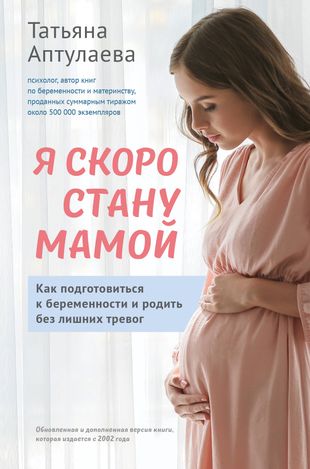 Татьяна
Аптулаева
психолог, автор книг
по беременности и материнству,
проданных суммарным тиражом
около 500 000 экземпляров
Я СКОРО
СТАНУ
МАМОЙ
Как подготовиться
к беременности и родить
без лишних тревог
Обновленная и дополненная версия книги,
которая издается с 2002 года